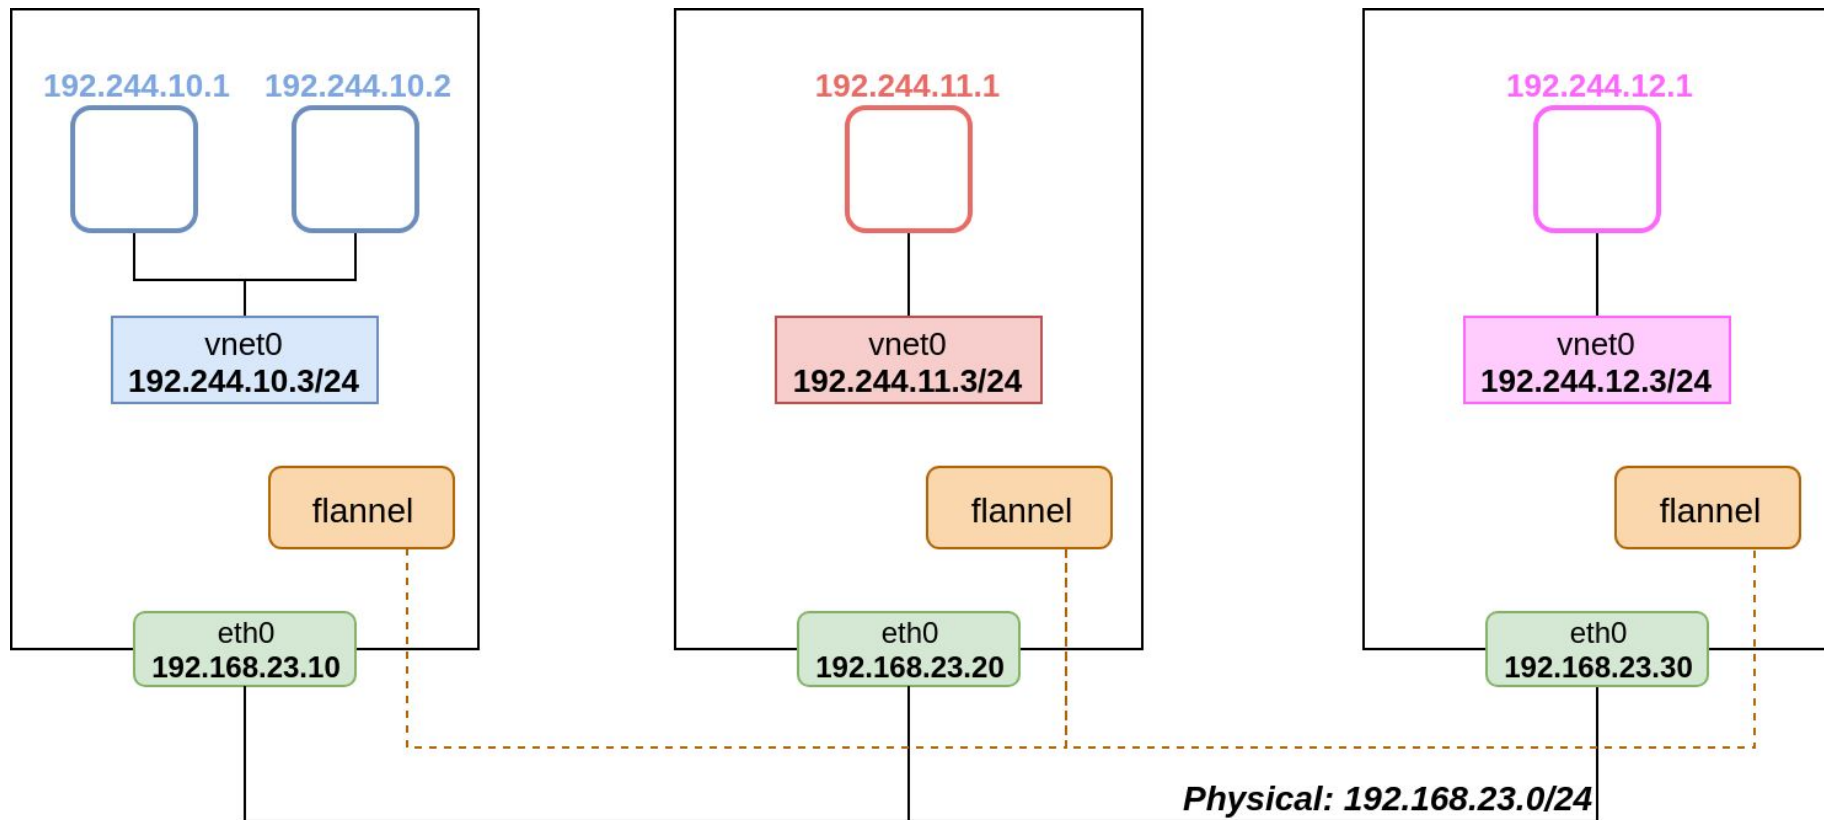 192.244.10.1 192.244.10.2
192.244.11.1
192.244.12.1
vnet0
192.244.10.3/24
vnet0
192.244.11.3/24
vnet0
192.244.12.3/24
flannel
flannel
flannel
eth0
192.168.23.10
eth0
192.168.23.20
eth0
192.168.23.30
Physical: 192.168.23.0/24